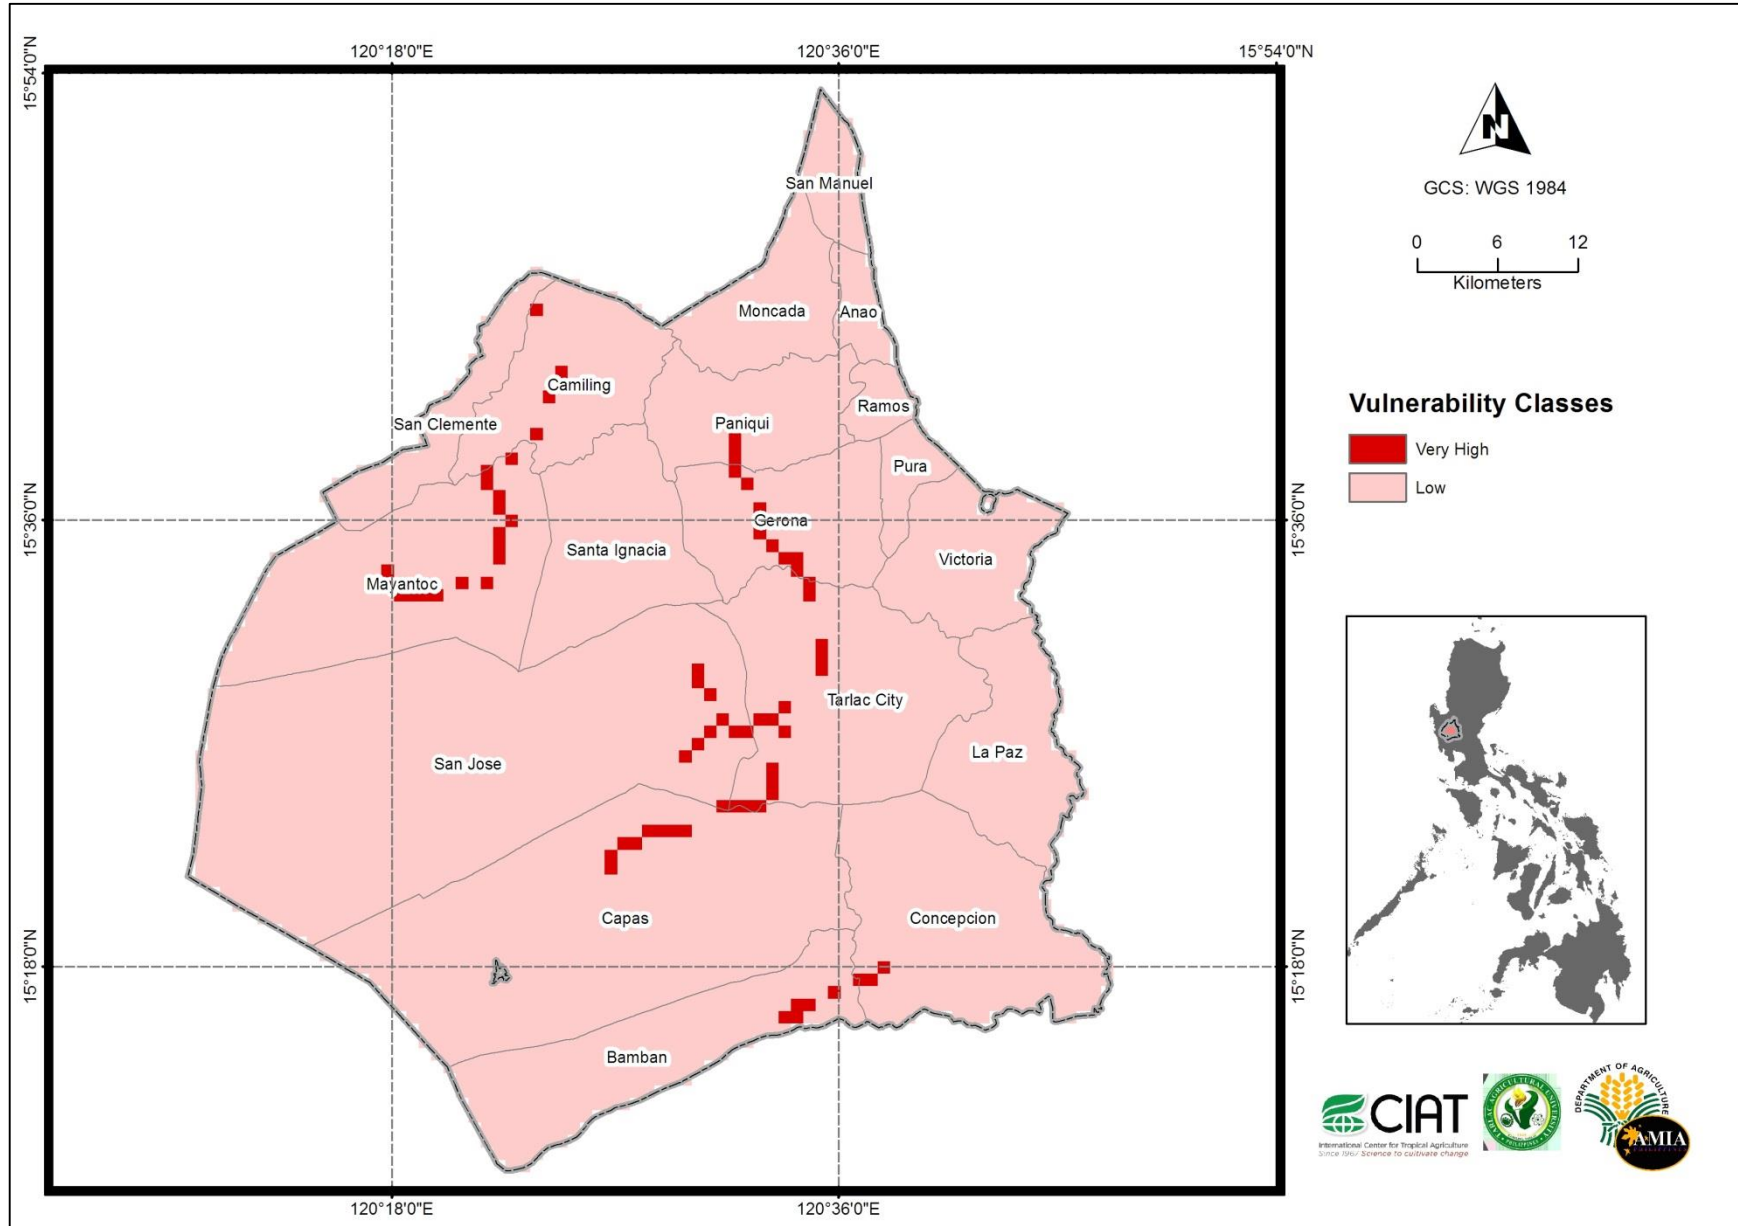 120°18'0"E
120°36'0"E
15°54'0"N
15°54'0"N
N
GCS: WGS 1984
0 6 12
Kilometers
San Manuel
Moncada
Anao
Camiling
Ramos
San Clemente
Paniqui
Pura
15°36'0"N
Gerona
15°36'0"N
Santa Ignacia
Victoria
Mayantoc
Tarlac City
La Paz
San Jose
Capas
Concepcion
15°18'0"N
15°18'0"N
Bamban
120°18'0"E
120°36'0"E
Vulnerability Classes
Very High
Low
CIAT
International Center for Tropical Agriculture
Since 1967 Science to cultivate change
TARLAC AGRICULTURAL UNIVERSITY
PHILIPPINES
DEPARTMENT OF AGRICULTURE
AMIA